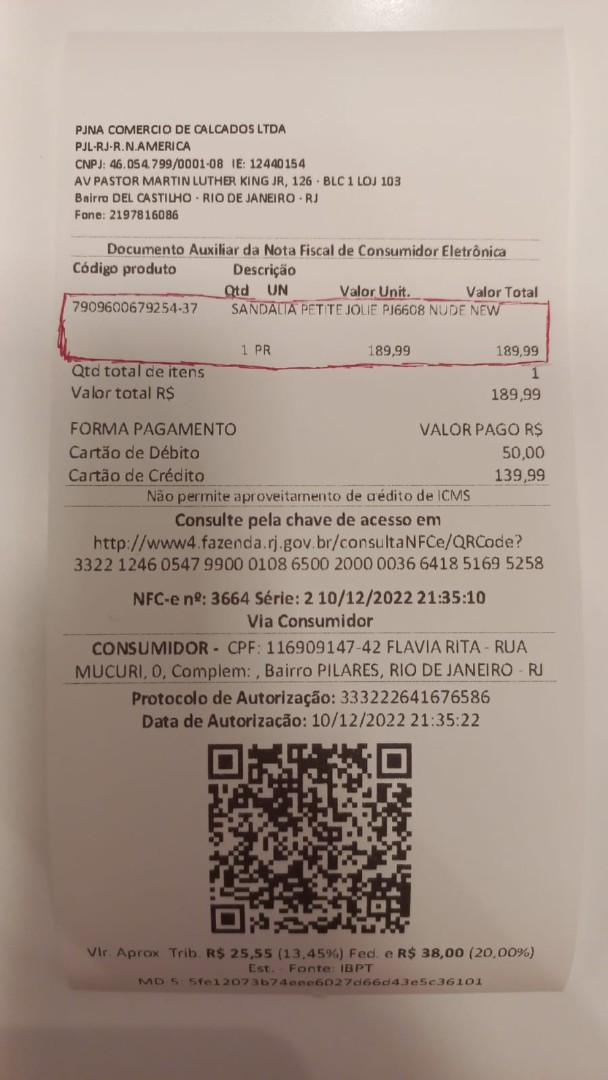 PJNA COMERCIO DE CALCADOS LTDA
PJL-RJ-R.N.AMERICA
CNPJ: 46.054.799/0001-08 IE: 12440154
AV PASTOR MARTIN LUTHER KING JR, 126 - BLC 1 LOJ 103
Bairro DEL CASTILHO - RIO DE JANEIRO - RJ
Fone: 2197816086
Documento Auxiliar da Nota Fiscal de Consumidor Eletrônica
Código produto Descrição
Qtd UN Valor Unit. Valor Total
7909600679254-37 SANDALIA PETITE JOLIE PJ6608 NUDE NEW
1 PR 189,99 189,99
Qtd total de itens 1
Valor total R$ 189,99
FORMA PAGAMENTO VALOR PAGO R$
Cartão de Débito 50,00
Cartão de Crédito 139,99
Não permite aproveitamento de crédito de ICMS
Consulte pela chave de acesso em
http://www4.fazenda.rj.gov.br/consultaNFCe/QRCode?
3322 1246 0547 9900 0108 6500 2000 0036 6418 5169 5258
NFC-e nº: 3664 Série: 2 10/12/2022 21:35:10
Via Consumidor
CONSUMIDOR - CPF: 116909147-42 FLAVIA RITA - RUA
MUCURI, 0, Complem: , Bairro PILARES, RIO DE JANEIRO - RJ
Protocolo de Autorização: 333222641676586
Data de Autorização: 10/12/2022 21:35:22
Vlr. Aprox Trib. R$ 25,55 (13,45%) Fed. e R$ 38,00 (20,00%)
Est. - Fonte: IBPT
MD 5: 5fe12073b74eee6027d66d43e5c36101